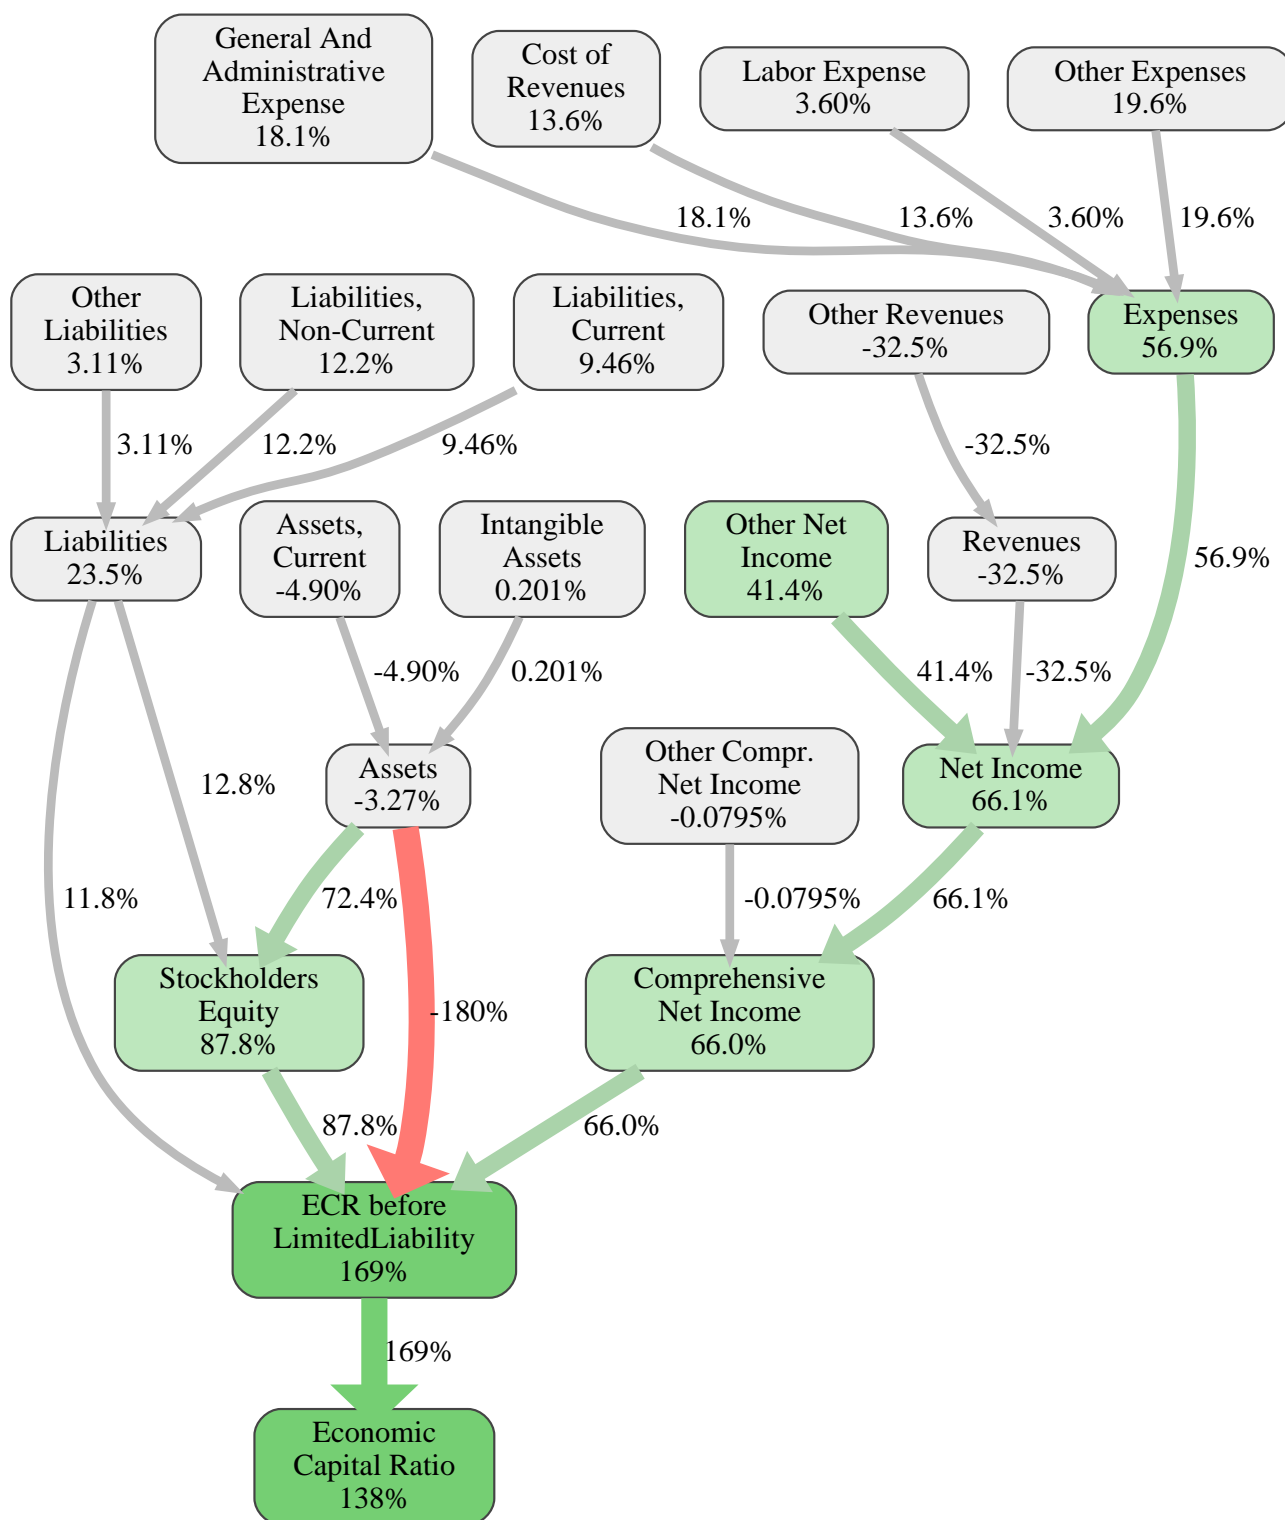 General And
Administrative
Expense
18.1%
Cost of
Revenues
13.6%
Labor Expense
3.60%
Other Expenses
19.6%
18.1%
13.6%
3.60%
19.6%
Other
Liabilities
3.11%
Liabilities,
Non-Current
12.2%
Liabilities,
Current
9.46%
Other Revenues
-32.5%
Expenses
56.9%
3.11%
12.2%
9.46%
-32.5%
56.9%
Liabilities
23.5%
Assets,
Current
-4.90%
Intangible
Assets
0.201%
Other Net
Income
41.4%
Revenues
-32.5%
-4.90%
0.201%
41.4%
-32.5%
12.8%
Assets
-3.27%
Other Compr.
Net Income
-0.0795%
Net Income
66.1%
11.8%
72.4%
-0.0795%
66.1%
Stockholders
Equity
87.8%
-180%
Comprehensive
Net Income
66.0%
87.8%
66.0%
ECR before
LimitedLiability
169%
169%
Economic
Capital Ratio
138%